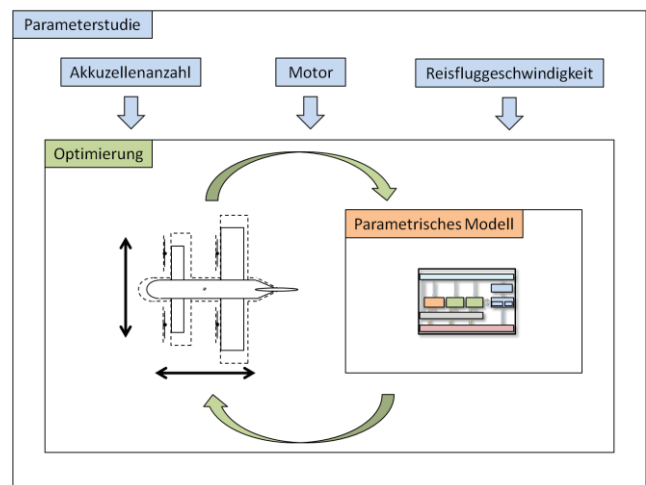 Parameterstudie
Akkuzellenanzahl
Motor
Reisfluggeschwindigkeit
Optimierung
Parametrisches Modell